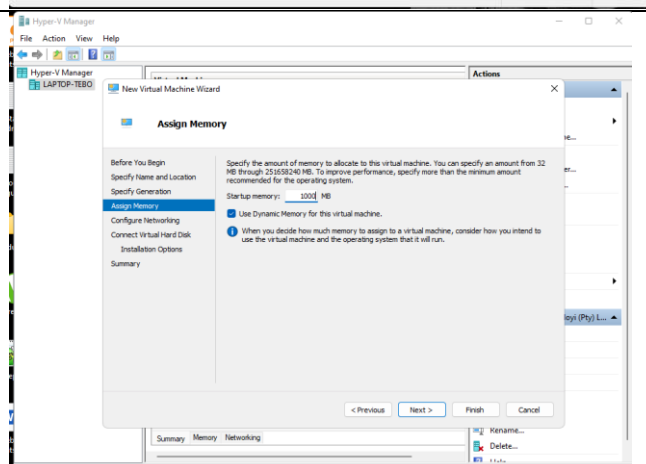 Hyper-V Manager
File Action View Help
Hyper-V Manager
LAPTOP-TEBO
Actions
New Virtual Machine Wizard
Assign Memory
Before You Begin
Specify Name and Location
Specify Generation
Assign Memory
Configure Networking
Connect Virtual Hard Disk
Installation Options
Summary
Specify the amount of memory to allocate to this virtual machine. You can specify an amount from 32
MB through 251658240 MB. To improve performance, specify more than the minimum amount
recommended for the operating system.
Startup memory: 1000 MB
Use Dynamic Memory for this virtual machine.
When you decide how much memory to assign to a virtual machine, consider how you intend to
use the virtual machine and the operating system that it will run.
(Pty) L...
< Previous Next > Finish Cancel
Summary Memory Networking
Rename...
Delete...